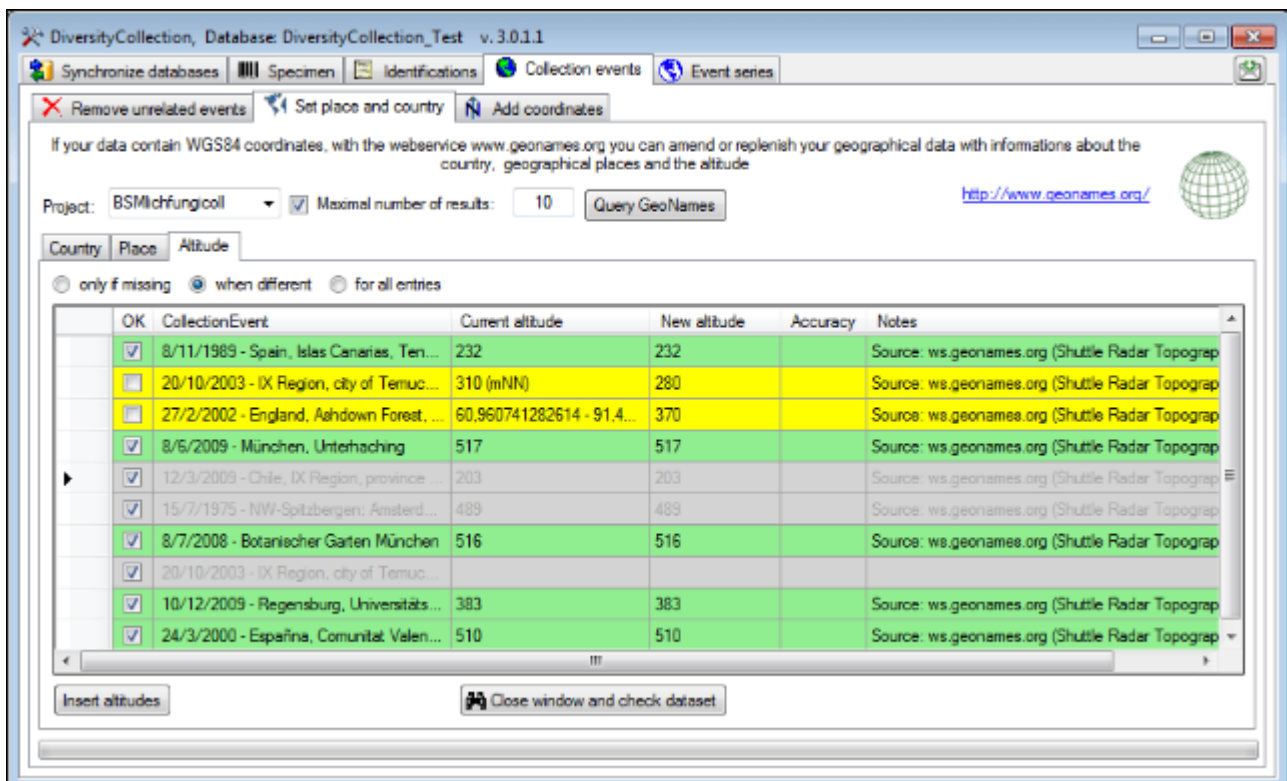 DiversityCollection, Database: DiversityCollection_Test v. 3.0.1.1
Synchronize databases Specimen Identifications Collection events Event series
Remove unrelated events Set place and country Add coordinates
If your data contain WGS84 coordinates, with the webservice www.geonames.org you can amend or replenish your geographical data with informations about the
country, geographical places and the altitude
Project: BSMlichfungicoll Maximal number of results: 10 Query GeoNames http://www.geonames.org/
Country Place Altitude
only if missing when different for all entries
OK CollectionEvent Current altitude New altitude Accuracy Notes
8/11/1989 - Spain, Islas Canarias, Ten... 232 232 Source: ws.geonames.org (Shuttle Radar Topograp
20/10/2003 - IX Region, city of Temuc... 310 (mNN) 280 Source: ws.geonames.org (Shuttle Radar Topograp
27/2/2002 - England, Ashdown Forest, ... 60,960741282614 - 91,4... 370 Source: ws.geonames.org (Shuttle Radar Topograp
8/6/2009 - München, Unterhaching 517 517 Source: ws.geonames.org (Shuttle Radar Topograp
12/3/2009 - Chile, IX Region, province ... 203 203 Source: ws.geonames.org (Shuttle Radar Topograp
15/7/1975 - NW-Spitzbergen: Amsterd... 489 489 Source: ws.geonames.org (Shuttle Radar Topograp
8/7/2008 - Botanischer Garten München 516 516 Source: ws.geonames.org (Shuttle Radar Topograp
20/10/2003 - IX Region, city of Temuc...
10/12/2009 - Regensburg, Universitäts... 383 383 Source: ws.geonames.org (Shuttle Radar Topograp
24/3/2000 - Españna, Comunitat Valen... 510 510 Source: ws.geonames.org (Shuttle Radar Topograp
Insert altitudes Close window and check dataset